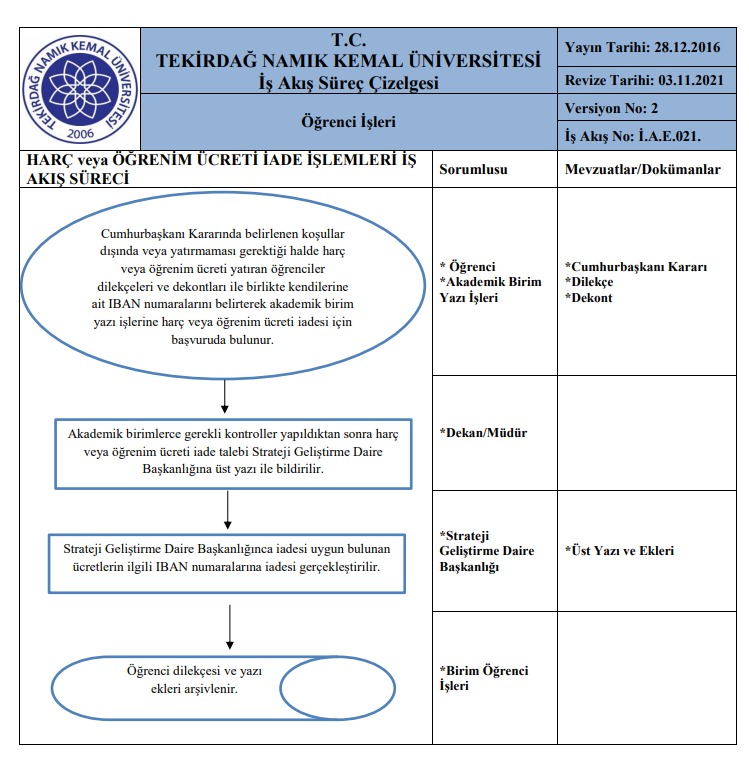 T.C.
TEKİRDAĞ NAMIK KEMAL ÜNİVERSİTESİ
İş Akış Süreç Çizelgesi
Öğrenci İşleri
Yayın Tarihi: 28.12.2016
Revize Tarihi: 03.11.2021
Versiyon No: 2
İş Akış No: İ.A.E.021.
TEKİRDAĞ NAMIK KEMAL ÜNİVERSİTESİ
2006
HARÇ veya ÖĞRENİM ÜCRETİ İADE İŞLEMLERİ İŞ
AKIŞ SÜRECİ
Sorumlusu
Mevzuatlar/Dokümanlar
Cumhurbaşkanı Kararında belirlenen koşullar
dışında veya yatırmaması gerektiği halde harç
veya öğrenim ücreti yatıran öğrenciler
dilekçeleri ve dekontları ile birlikte kendilerine
ait IBAN numaralarını belirterek akademik birim
yazı işlerine harç veya öğrenim ücreti iadesi için
başvuruda bulunur.
* Öğrenci
*Akademik Birim
Yazı İşleri
*Cumhurbaşkanı Kararı
*Dilekçe
*Dekont
Akademik birimlerce gerekli kontroller yapıldıktan sonra harç
veya öğrenim ücreti iade talebi Strateji Geliştirme Daire
Başkanlığına üst yazı ile bildirilir.
*Dekan/Müdür
Strateji Geliştirme Daire Başkanlığınca iadesi uygun bulunan
ücretlerin ilgili IBAN numaralarına iadesi gerçekleştirilir.
*Strateji
Geliştirme Daire
Başkanlığı
*Üst Yazı ve Ekleri
Öğrenci dilekçesi ve yazı
ekleri arşivlenir.
*Birim Öğrenci
İşleri